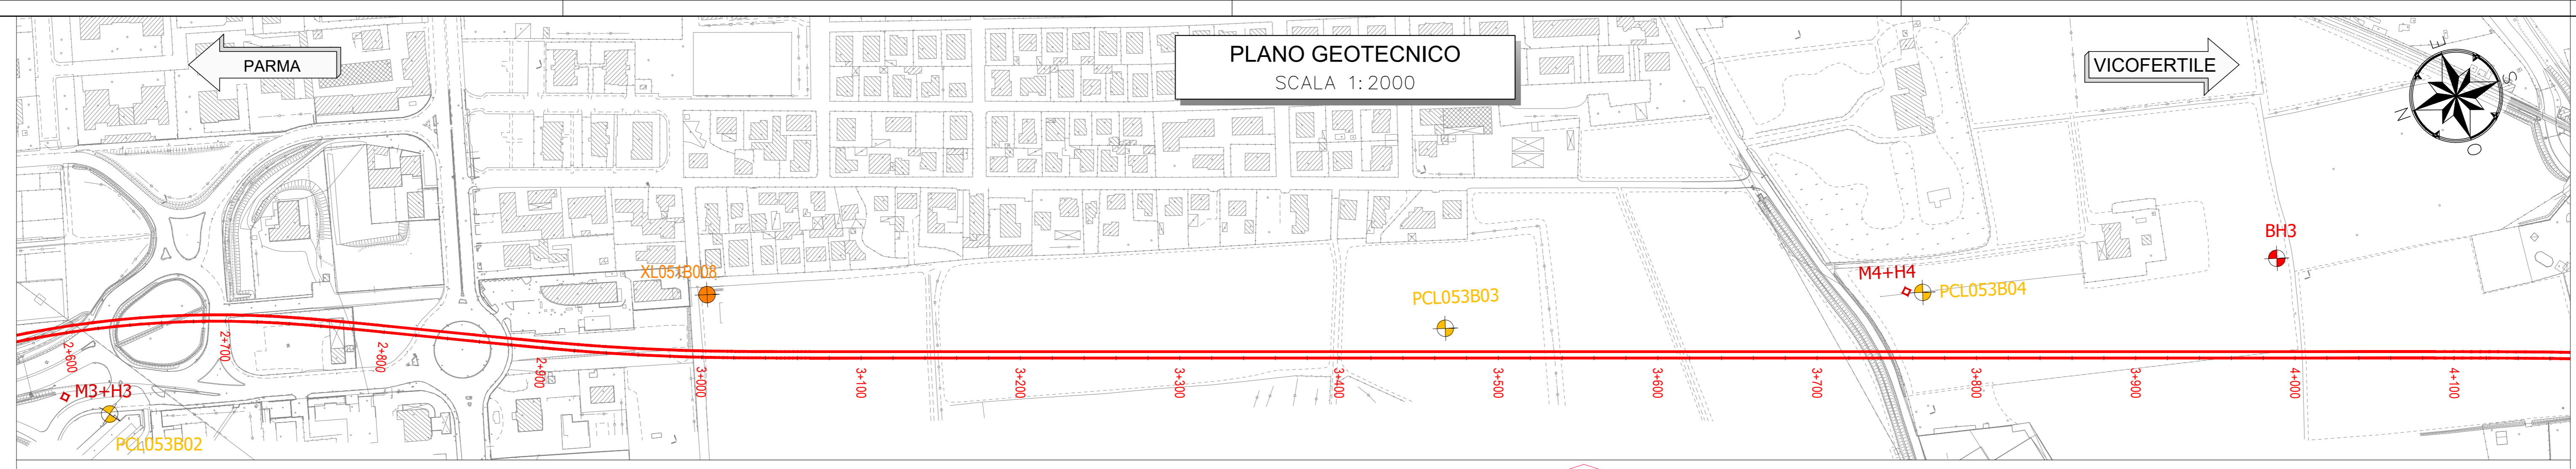 PARMA
PLANO GEOTECNICO
SCALA 1:2000
VICOFERTILE
E
S
N
O
BH3
XL051B008
M4+H4
PCL053B04
PCL053B03
2+600
2+700
2+800
2+900
3+000
3+100
3+200
3+300
3+400
3+500
3+600
3+700
3+800
3+900
4+000
4+100
M3+H3
PCL053B02